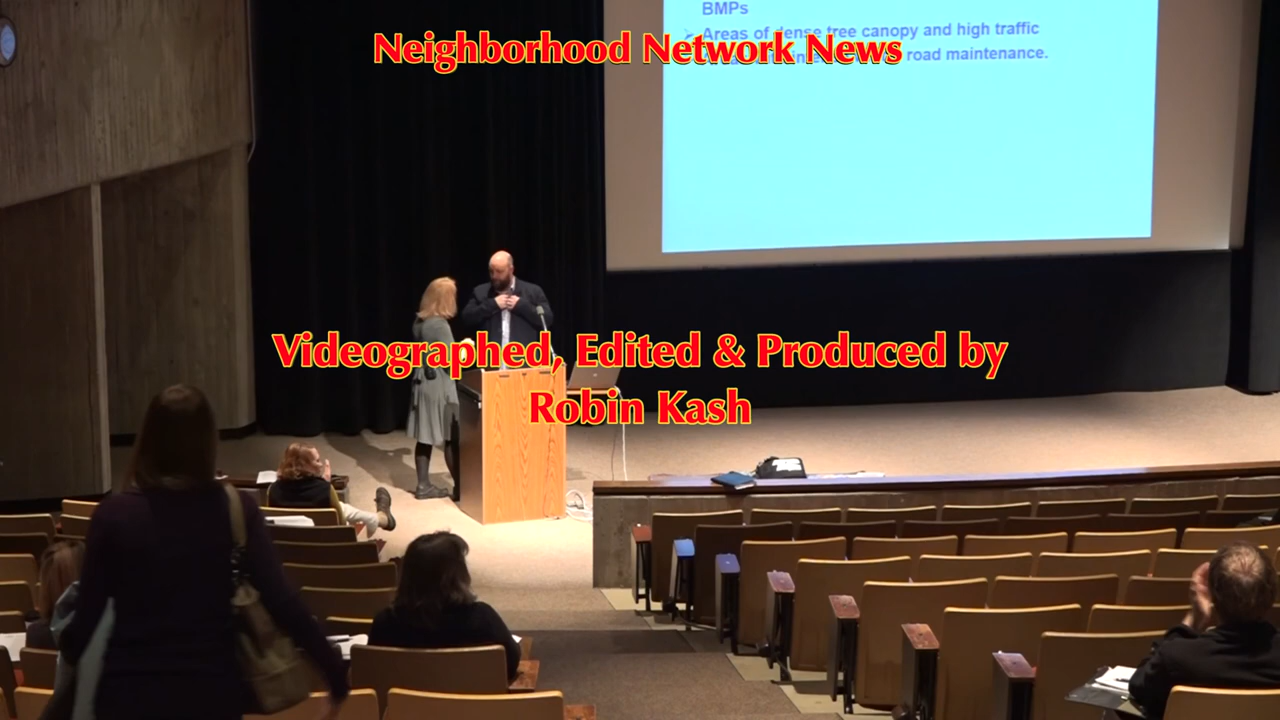 BMPs
Areas of dense tree canopy and high traffic
Neighborhood Network News
road maintenance.
Videographed, Edited & Produced by
Robin Kash